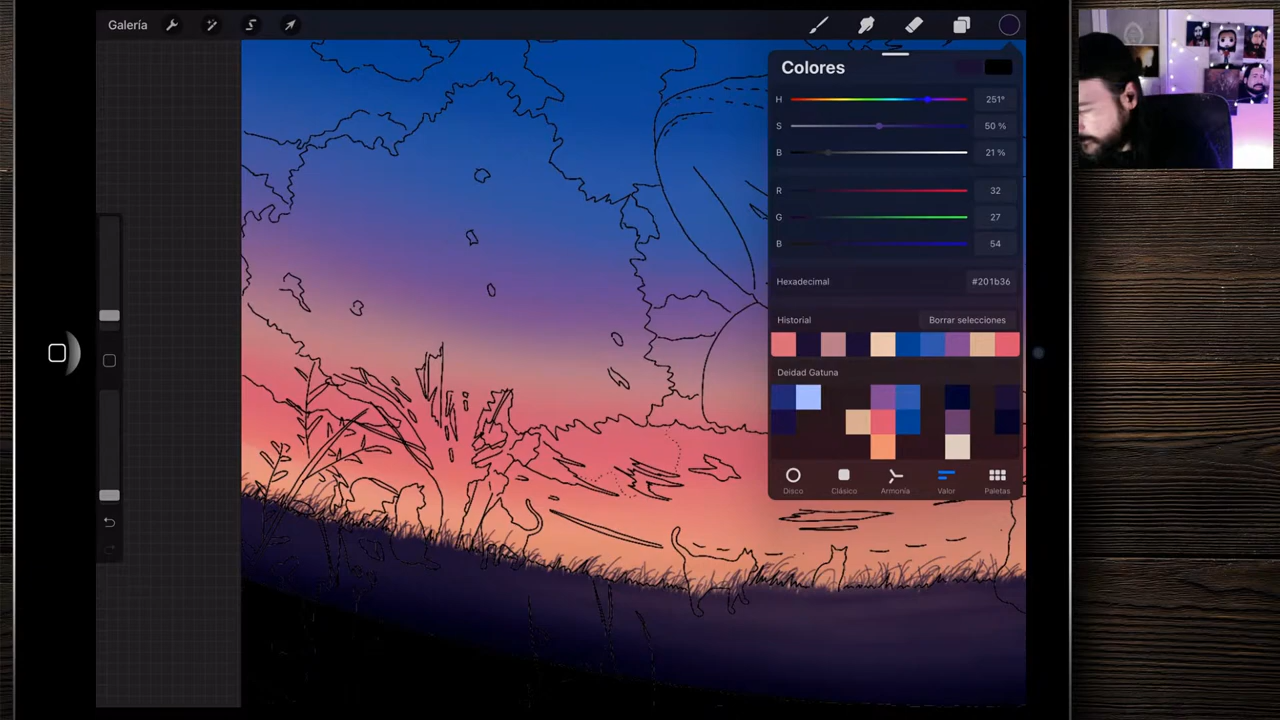 Galería
Colores
H 251°
S 50 %
B 21 %
R 32
G 27
B 54
Hexadecimal #201b36
Historial Borrar selecciones
Deidad Gatuna
Disco Clásico Armonía Valor Paletas